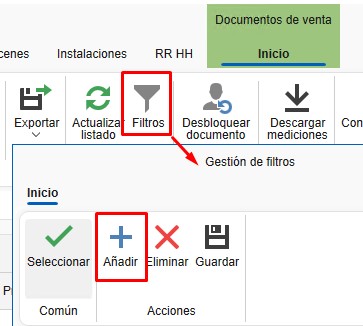 Documentos de venta
cenes Instalaciones RR HH Inicio
Exportar Actualizar Filtros Desbloquear Descargar Con
listado documento mediciones
Gestión de filtros
Inicio
Seleccionar Añadir Eliminar Guardar
Común Acciones